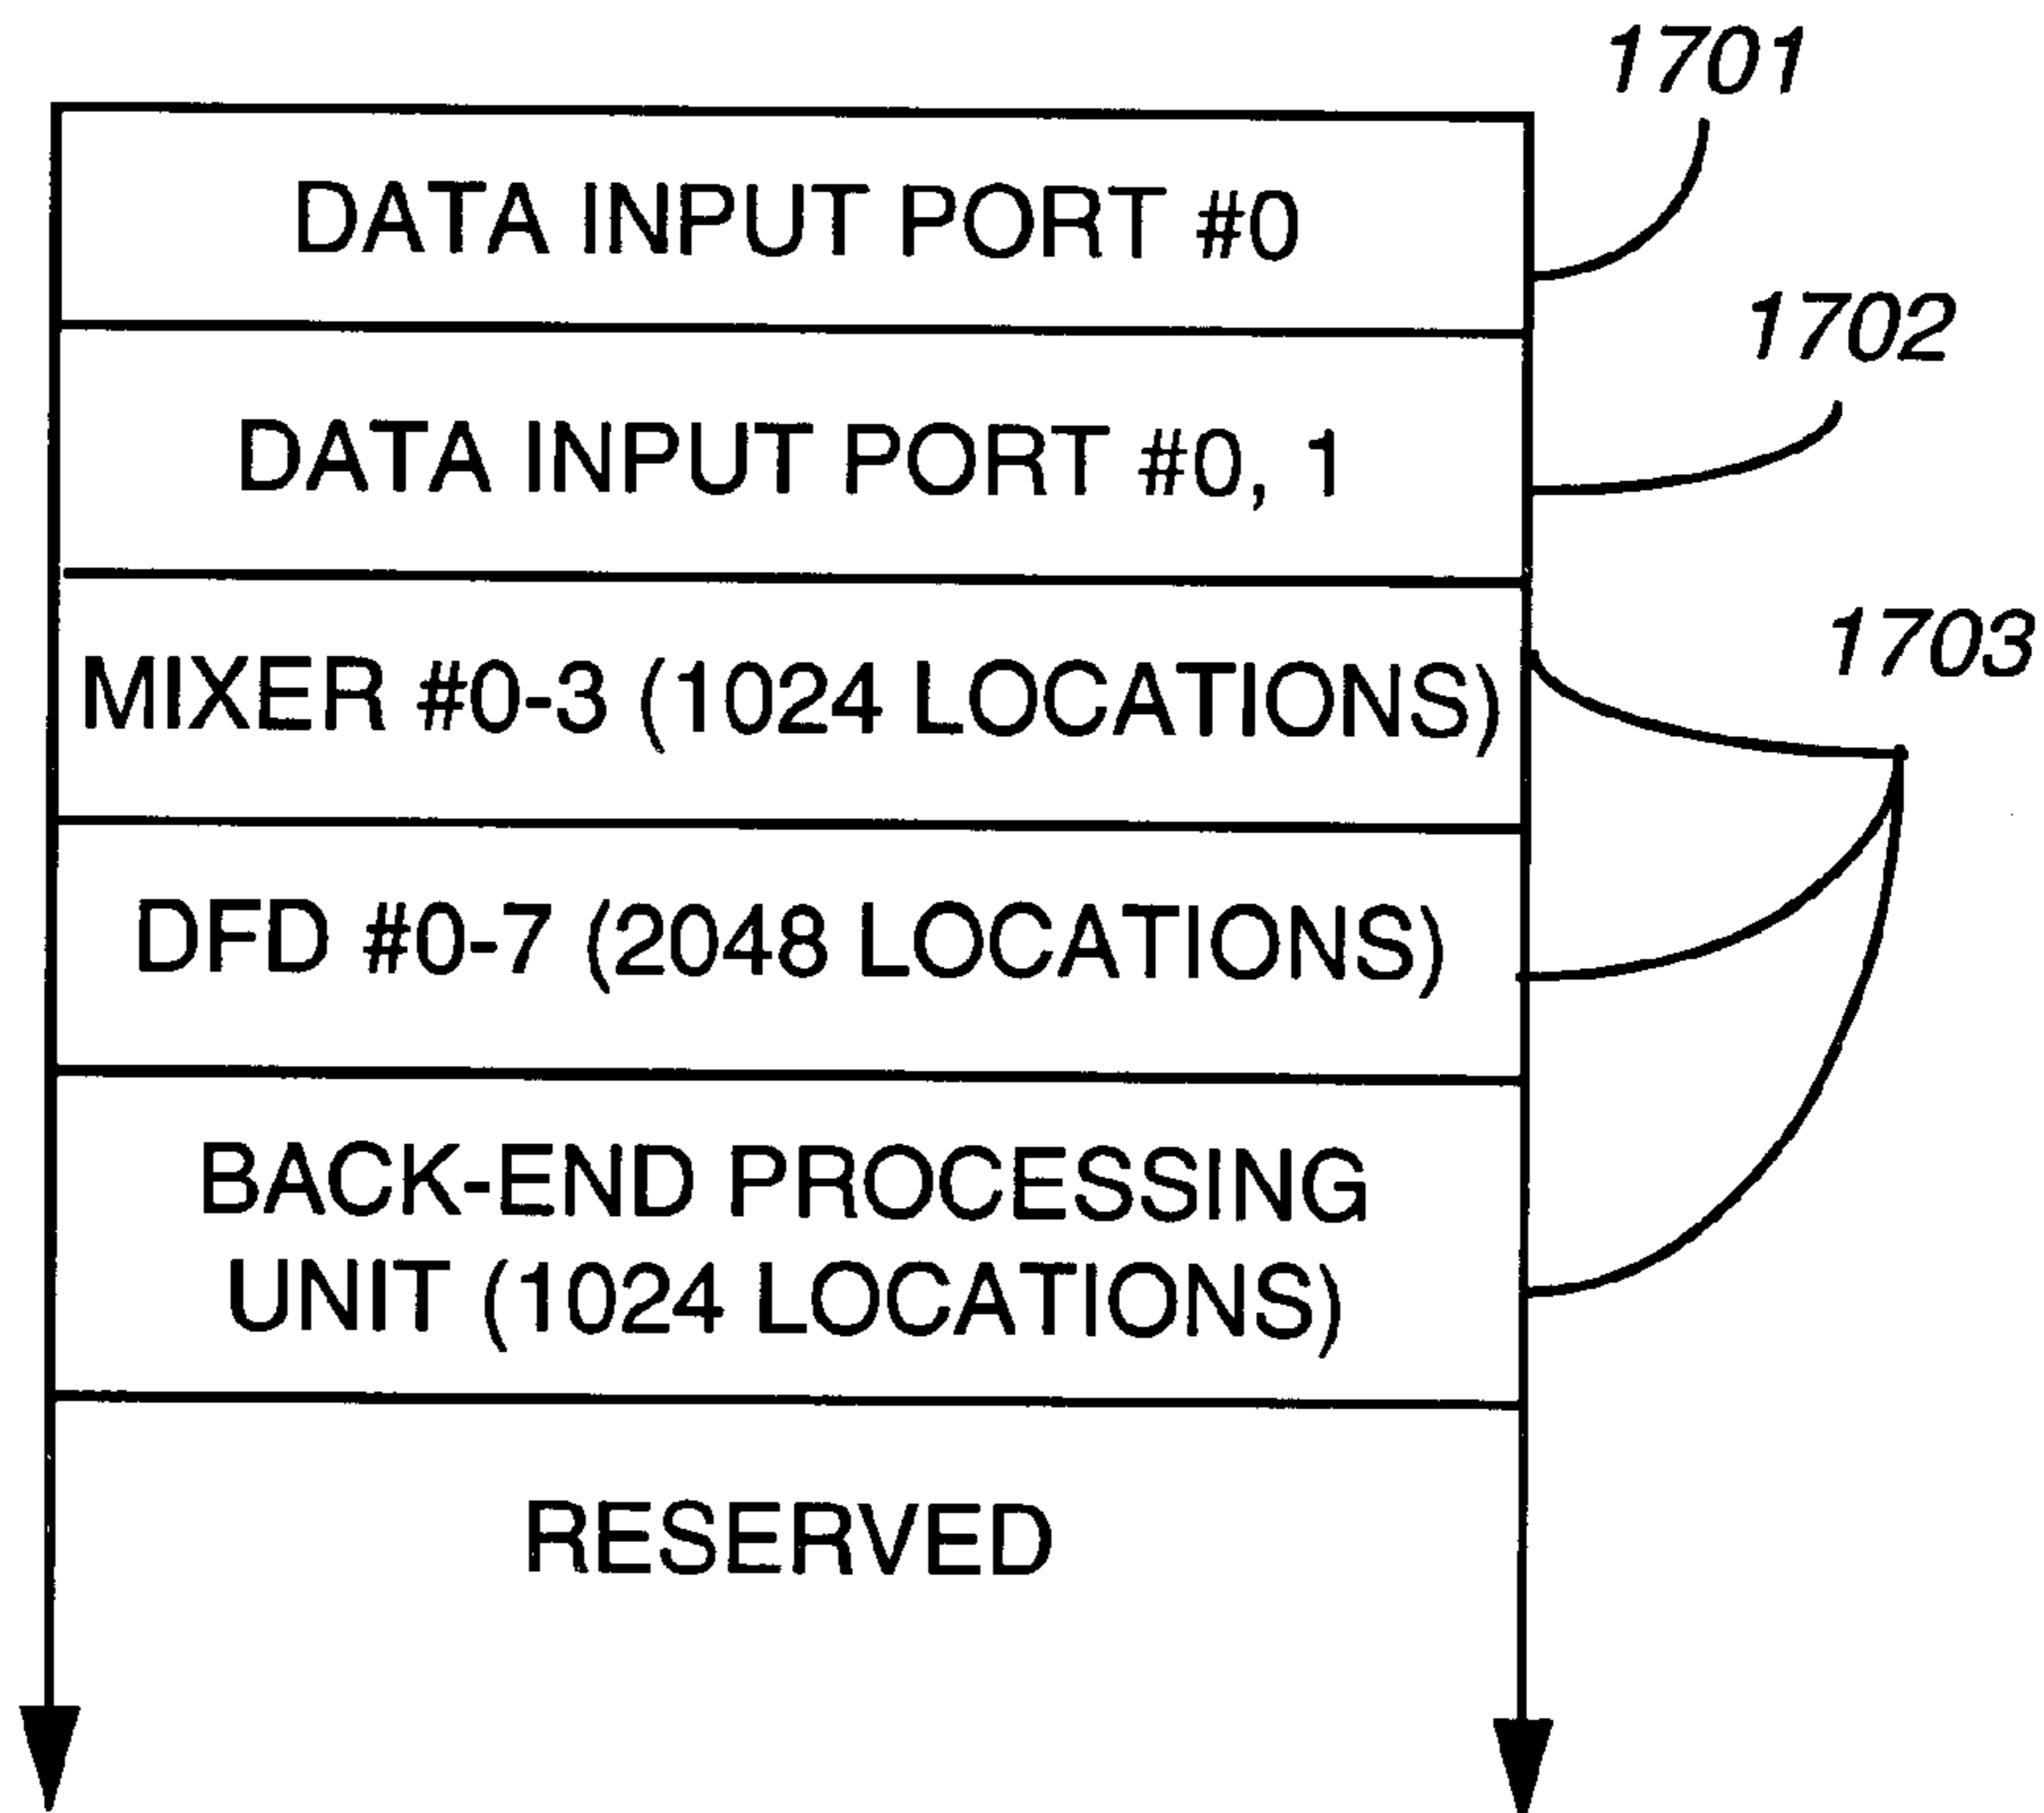 1701
DATA INPUT PORT #0
1702
DATA INPUT PORT #0, 1
1703
MIXER #0-3 (1024 LOCATIONS)
DFD #0-7 (2048 LOCATIONS)
BACK-END PROCESSING
UNIT (1024 LOCATIONS)
RESERVED